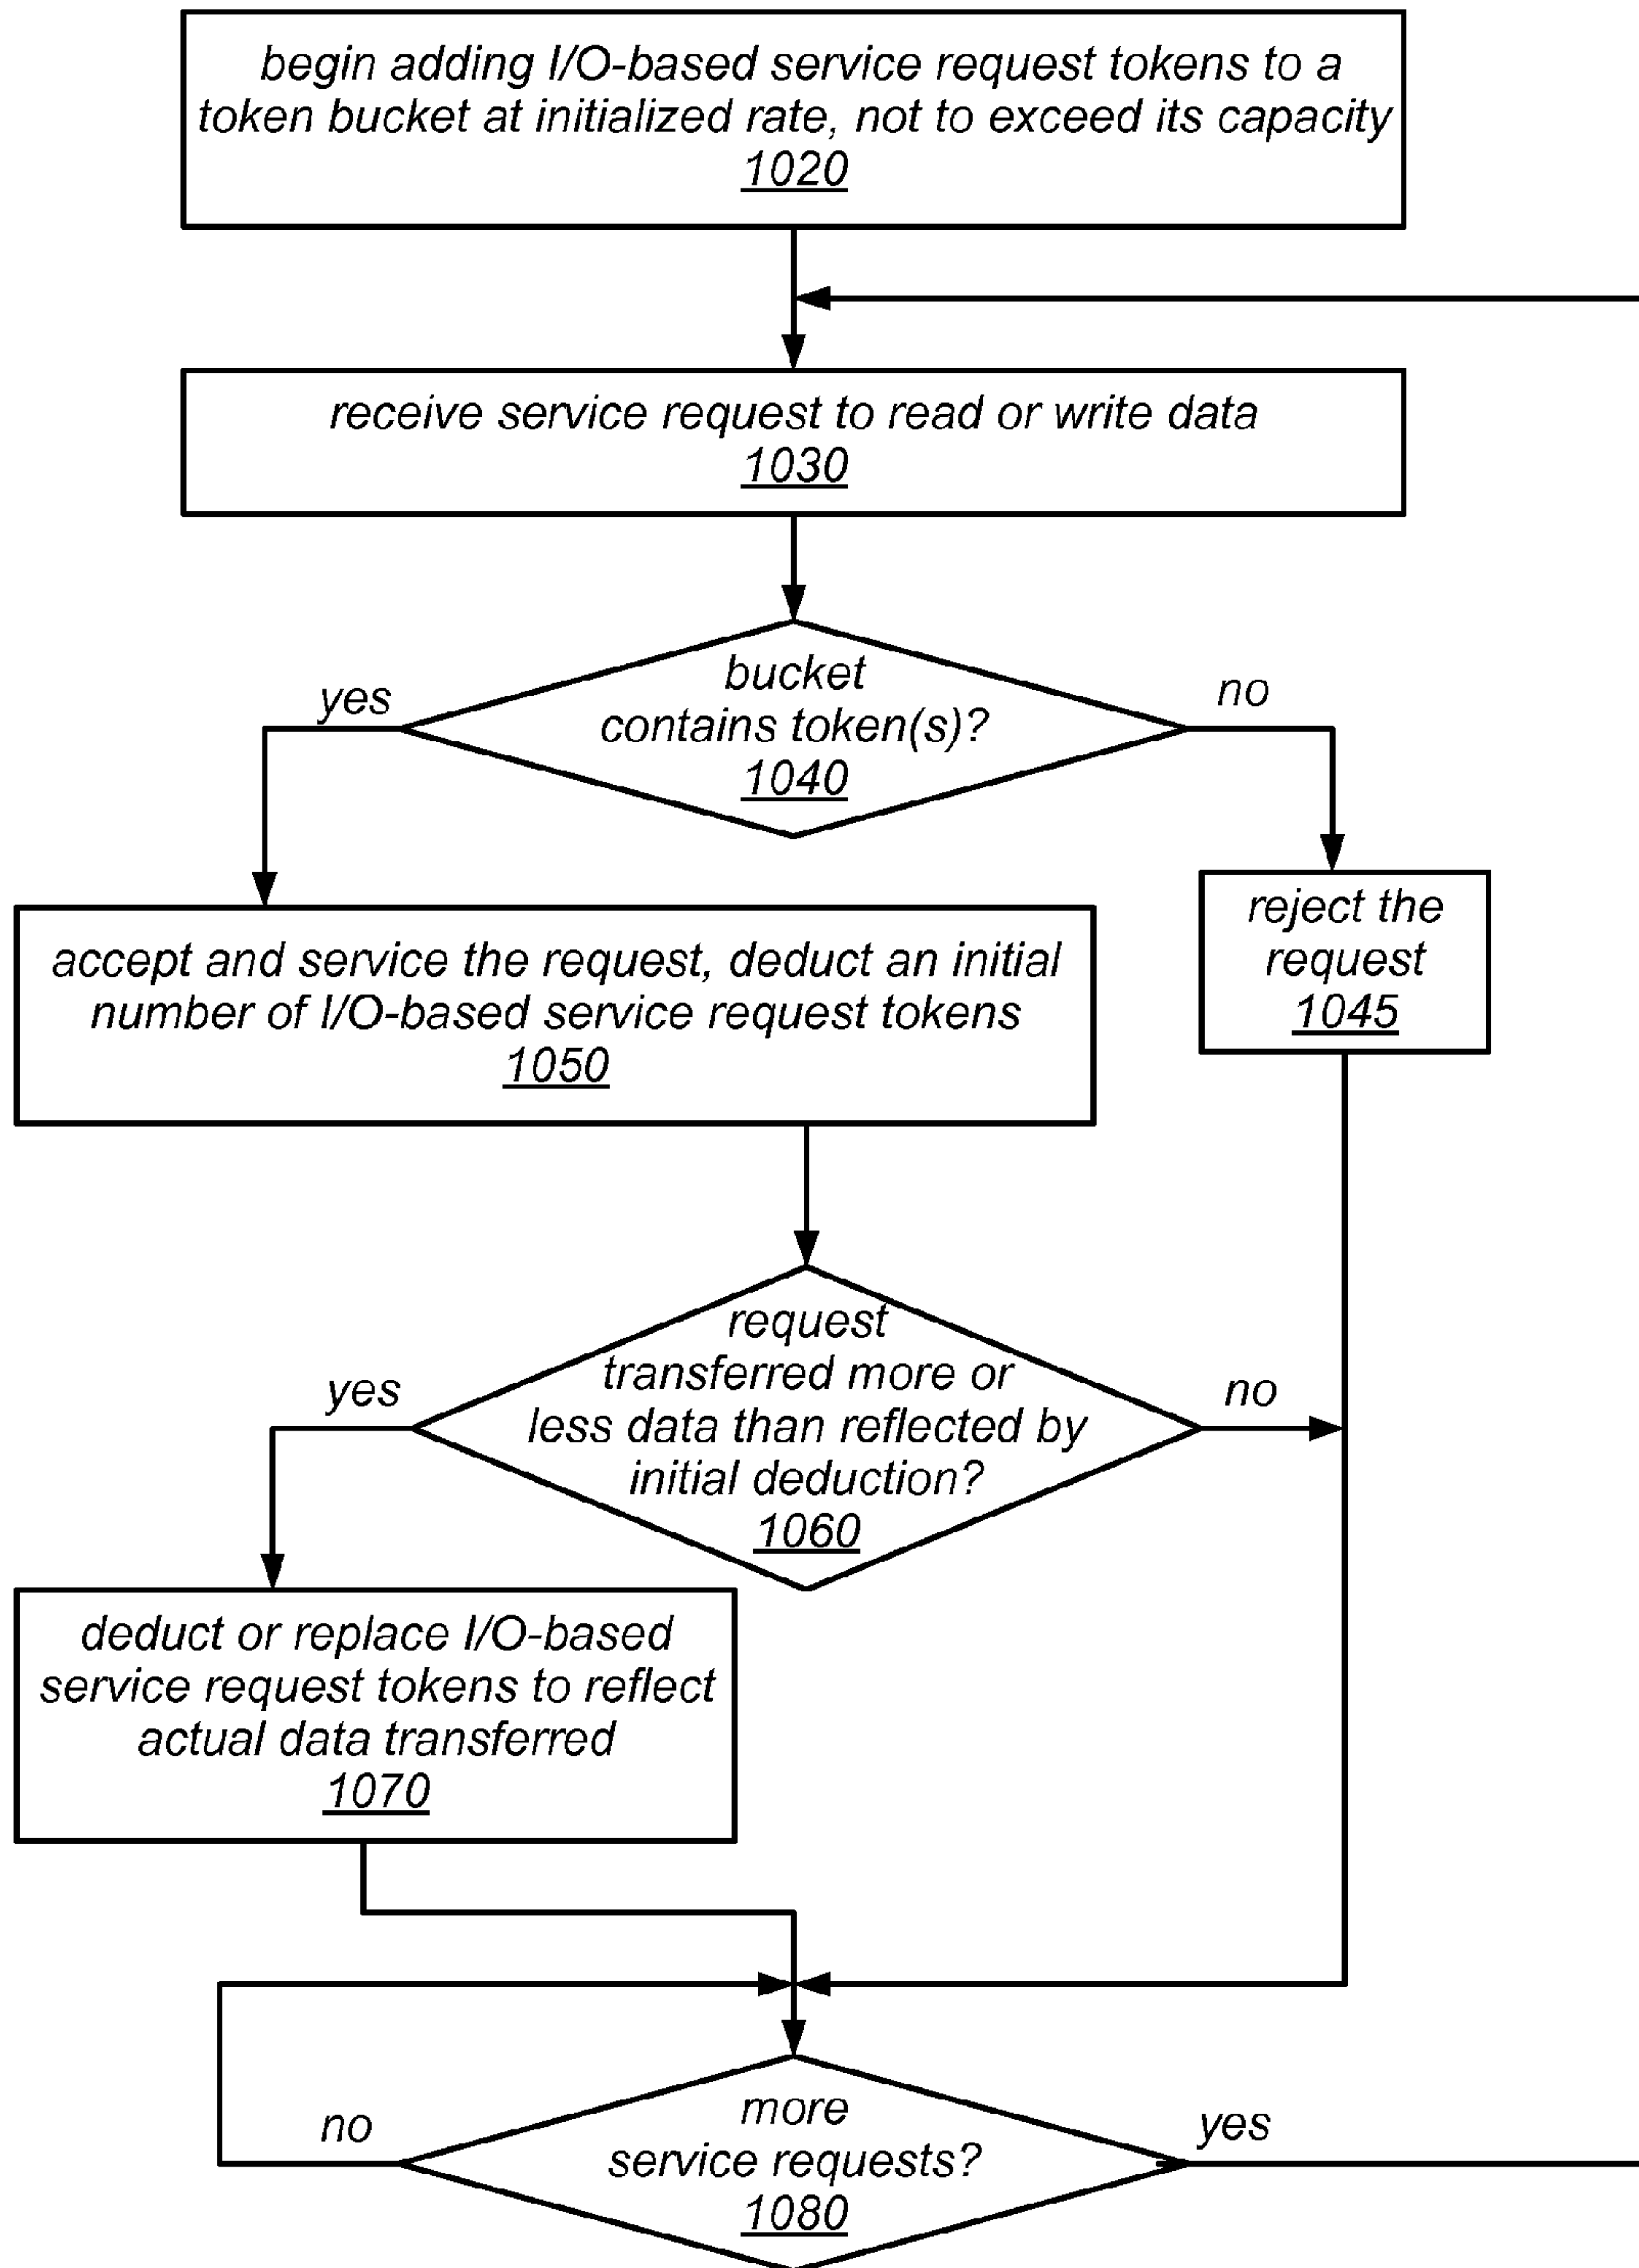 begin adding I/O-based service request tokens to a
token bucket at initialized rate, not to exceed its capacity
1020
receive service request to read or write data
1030
bucket
contains token(s)?
1040
yes
no
accept and service the request, deduct an initial
number of I/O-based service request tokens
1050
reject the
request
1045
request
transferred more or
less data than reflected by
initial deduction?
1060
yes
no
deduct or replace I/O-based
service request tokens to reflect
actual data transferred
1070
more
service requests?
1080
no
yes